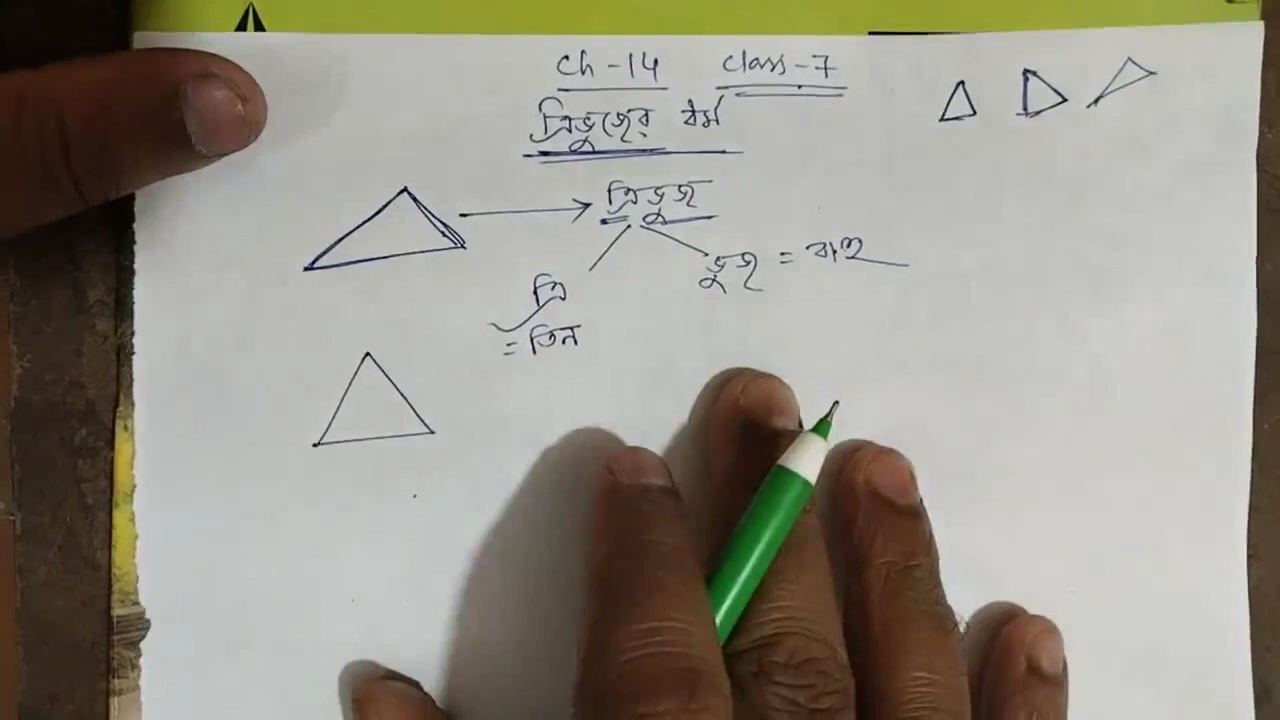 Ch - 14 Class - 7
ত্রিভুজের ধর্ম
ত্রিভুজ
ভুজ = বাহু
ত্রি
= তিন